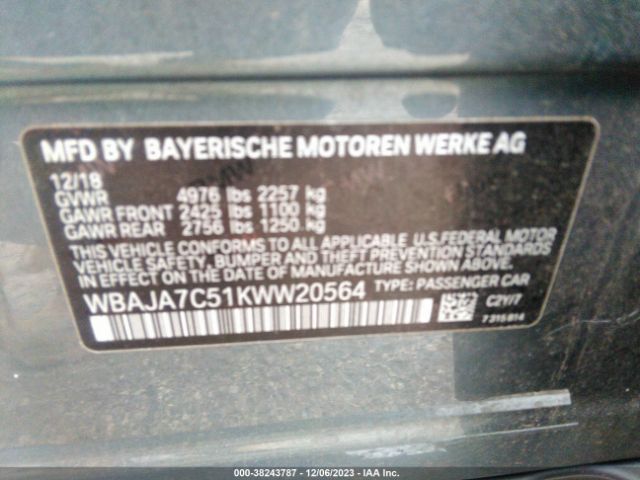 MFD BY BAYERISCHE MOTOREN WERKE AG
12/18
GVWR 4976 lbs 2257 kg
GAWR FRONT 2425 lbs 1100 kg
GAWR REAR 2756 lbs 1250 kg
THIS VEHICLE CONFORMS TO ALL APPLICABLE U.S. FEDERAL MOTOR
VEHICLE SAFETY, BUMPER, AND THEFT PREVENTION STANDARDS
IN EFFECT ON THE DATE OF MANUFACTURE SHOWN ABOVE.
WBAJA7C51KWW20564 TYPE: PASSENGER CAR
C2Y/7
7 315 814
000-38243787 - 12/06/2023 - IAA Inc.